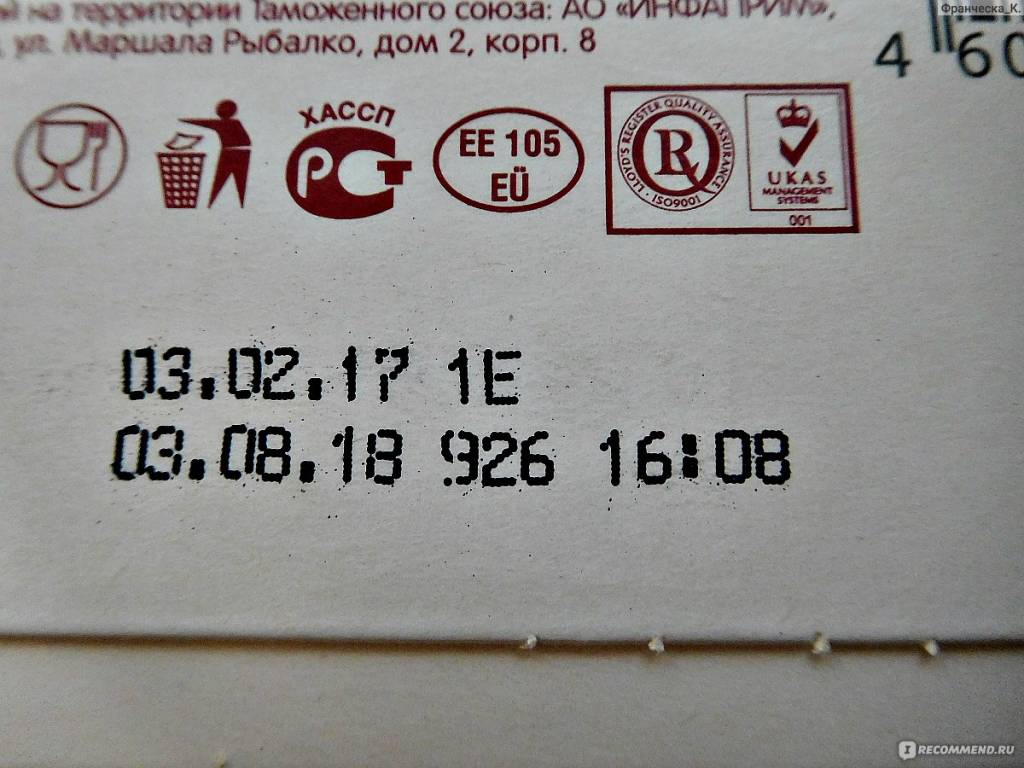 на территории Таможенного союза: АО «ИНФАПРИМ»,
ул. Маршала Рыбалко, дом 2, корп. 8
Франческа_К.
4 60
ХАССП
РСТ
EE 105
EÜ
LLOYD'S REGISTER QUALITY ASSURANCE
· ISO9001 ·
LRQA
UKAS
MANAGEMENT
SYSTEMS
001
03.02.17 1E
03.08.18 926 16:08
IRECOMMEND.RU